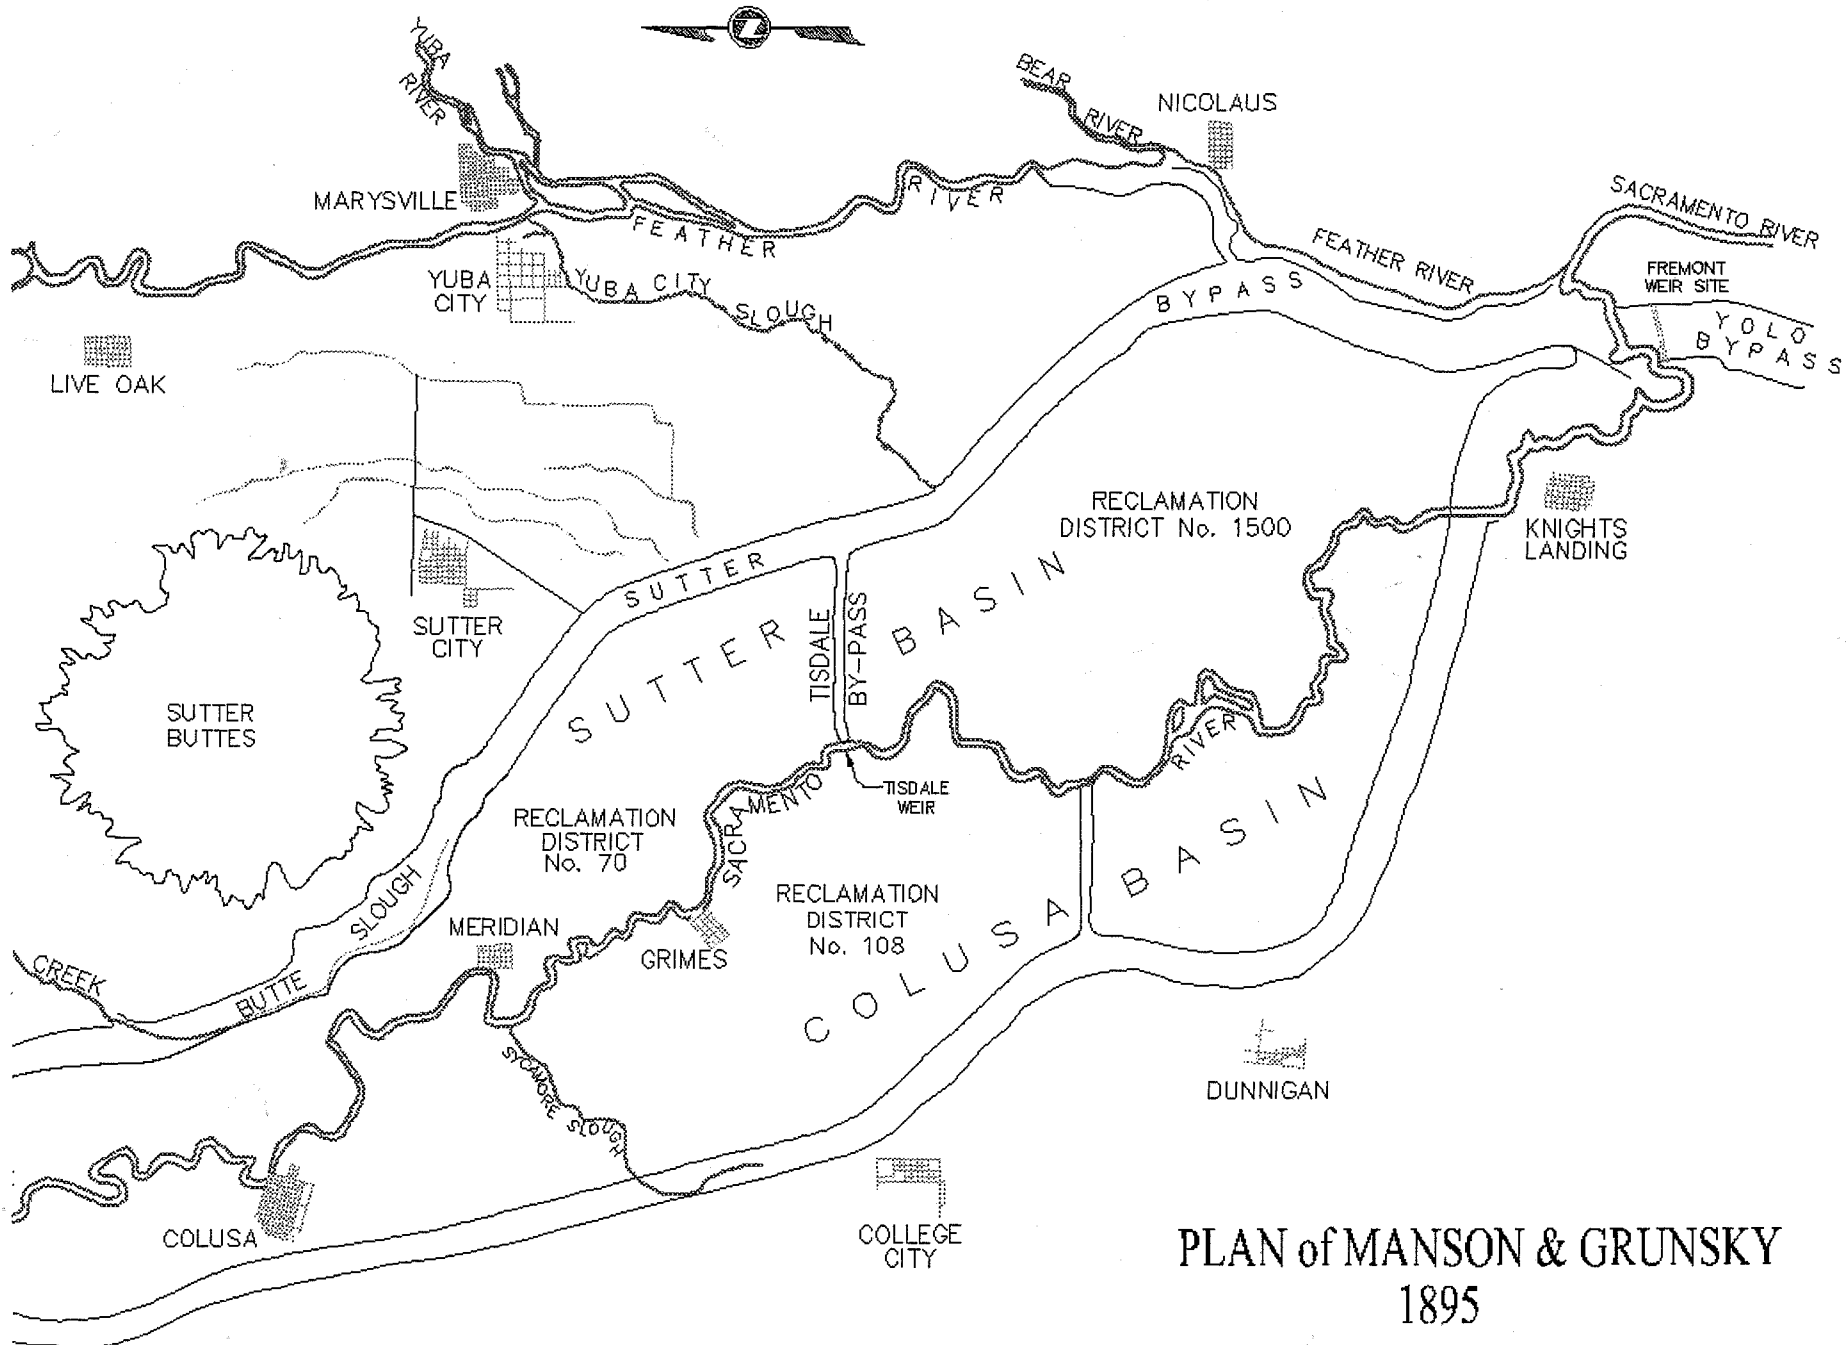 YUBA
RIVER
BEAR
RIVER
NICOLAUS
MARYSVILLE
FEATHER
RIVER
SACRAMENTO RIVER
FEATHER RIVER
FREMONT
WEIR SITE
YOLO
BYPASS
YUBA
CITY
YUBA CITY SLOUGH
BYPASS
LIVE OAK
RECLAMATION
DISTRICT No. 1500
KNIGHTS
LANDING
SUTTER
SUTTER
CITY
TISDALE
BY-PASS
SUTTER BASIN
SUTTER
BUTTES
TISDALE
WEIR
SACRAMENTO
RIVER
RECLAMATION
DISTRICT
No. 70
RECLAMATION
DISTRICT
No. 108
COLUSA BASIN
MERIDIAN
GRIMES
BUTTE SLOUGH
CREEK
SYCAMORE SLOUGH
DUNNIGAN
COLUSA
COLLEGE
CITY
PLAN of MANSON & GRUNSKY
1895